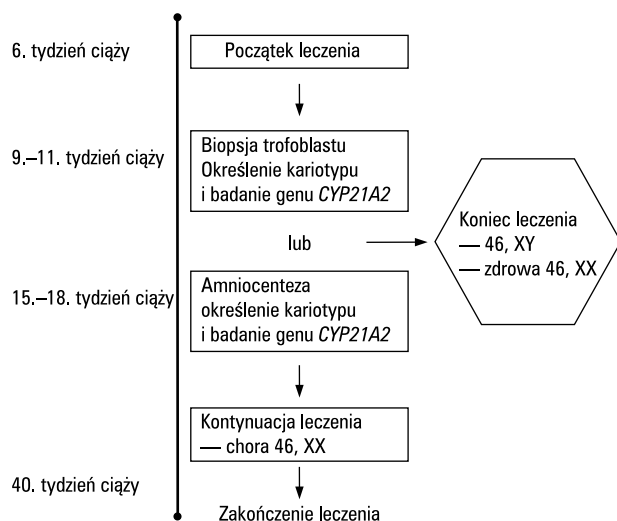 6. tydzień ciąży
Początek leczenia
9.–11. tydzień ciąży
Biopsja trofoblastu
Określenie kariotypu
i badanie genu CYP21A2
lub
Koniec leczenia
— 46, XY
— zdrowa 46, XX
15.–18. tydzień ciąży
Amniocenteza
określenie kariotypu
i badanie genu CYP21A2
Kontynuacja leczenia
— chora 46, XX
40. tydzień ciąży
Zakończenie leczenia